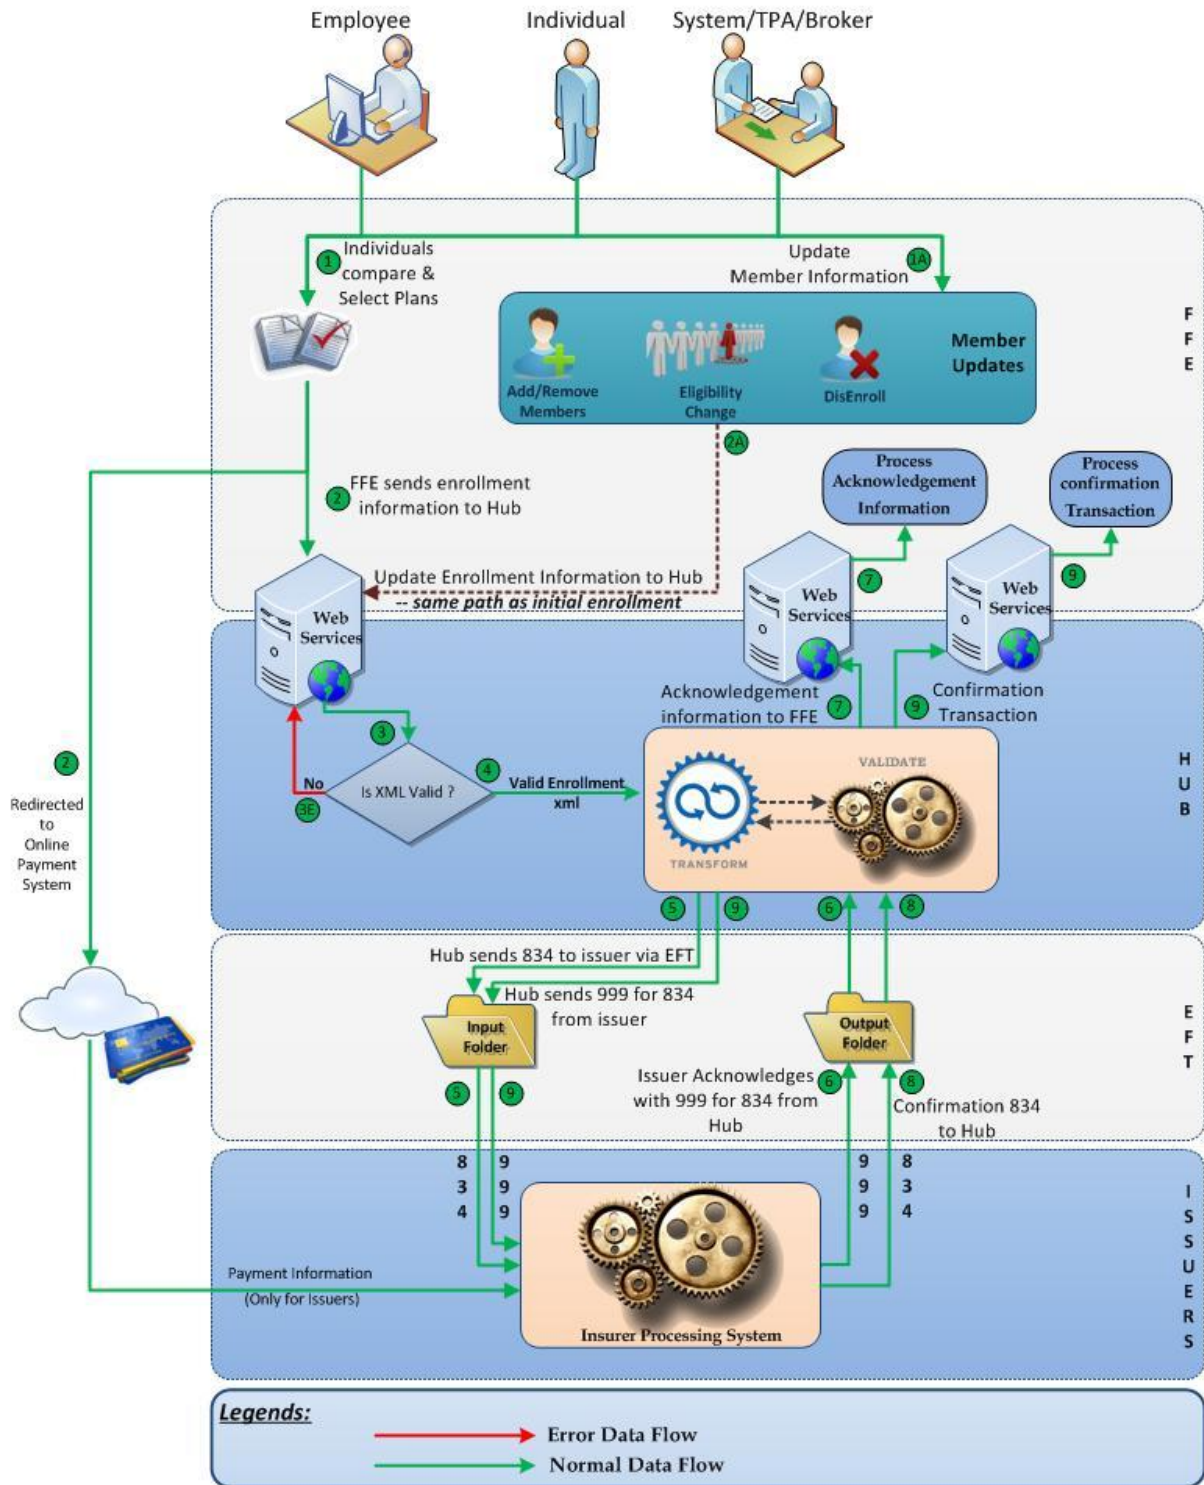 Employee
Individual
System/TPA/Broker
1
Individuals
compare &
Select Plans
Update
Member Information
1A
F
F
E
Member
Updates
Add/Remove
Members
Eligibility
Change
DisEnroll
2A
2
FFE sends enrollment
information to Hub
Process
Acknowledgement
Information
Process
confirmation
Transaction
7
9
Update Enrollment Information to Hub
-- same path as initial enrollment
Web
Services
Web
Services
Web
Services
Acknowledgement
information to FFE
7
9
Confirmation
Transaction
3
Is XML Valid ?
No
3E
4
Valid Enrollment
xml
TRANSFORM
VALIDATE
H
U
B
2
Redirected
to
Online
Payment
System
5
9
6
8
Hub sends 834 to issuer via EFT
Hub sends 999 for 834
from issuer
Input
Folder
Output
Folder
E
F
T
5
9
Issuer Acknowledges
with 999 for 834 from
Hub
6
8
Confirmation 834
to Hub
8
3
4
9
9
9
9
9
9
8
3
4
I
S
S
U
E
R
S
Payment Information
(Only for Issuers)
Insurer Processing System
Legends:
Error Data Flow
Normal Data Flow